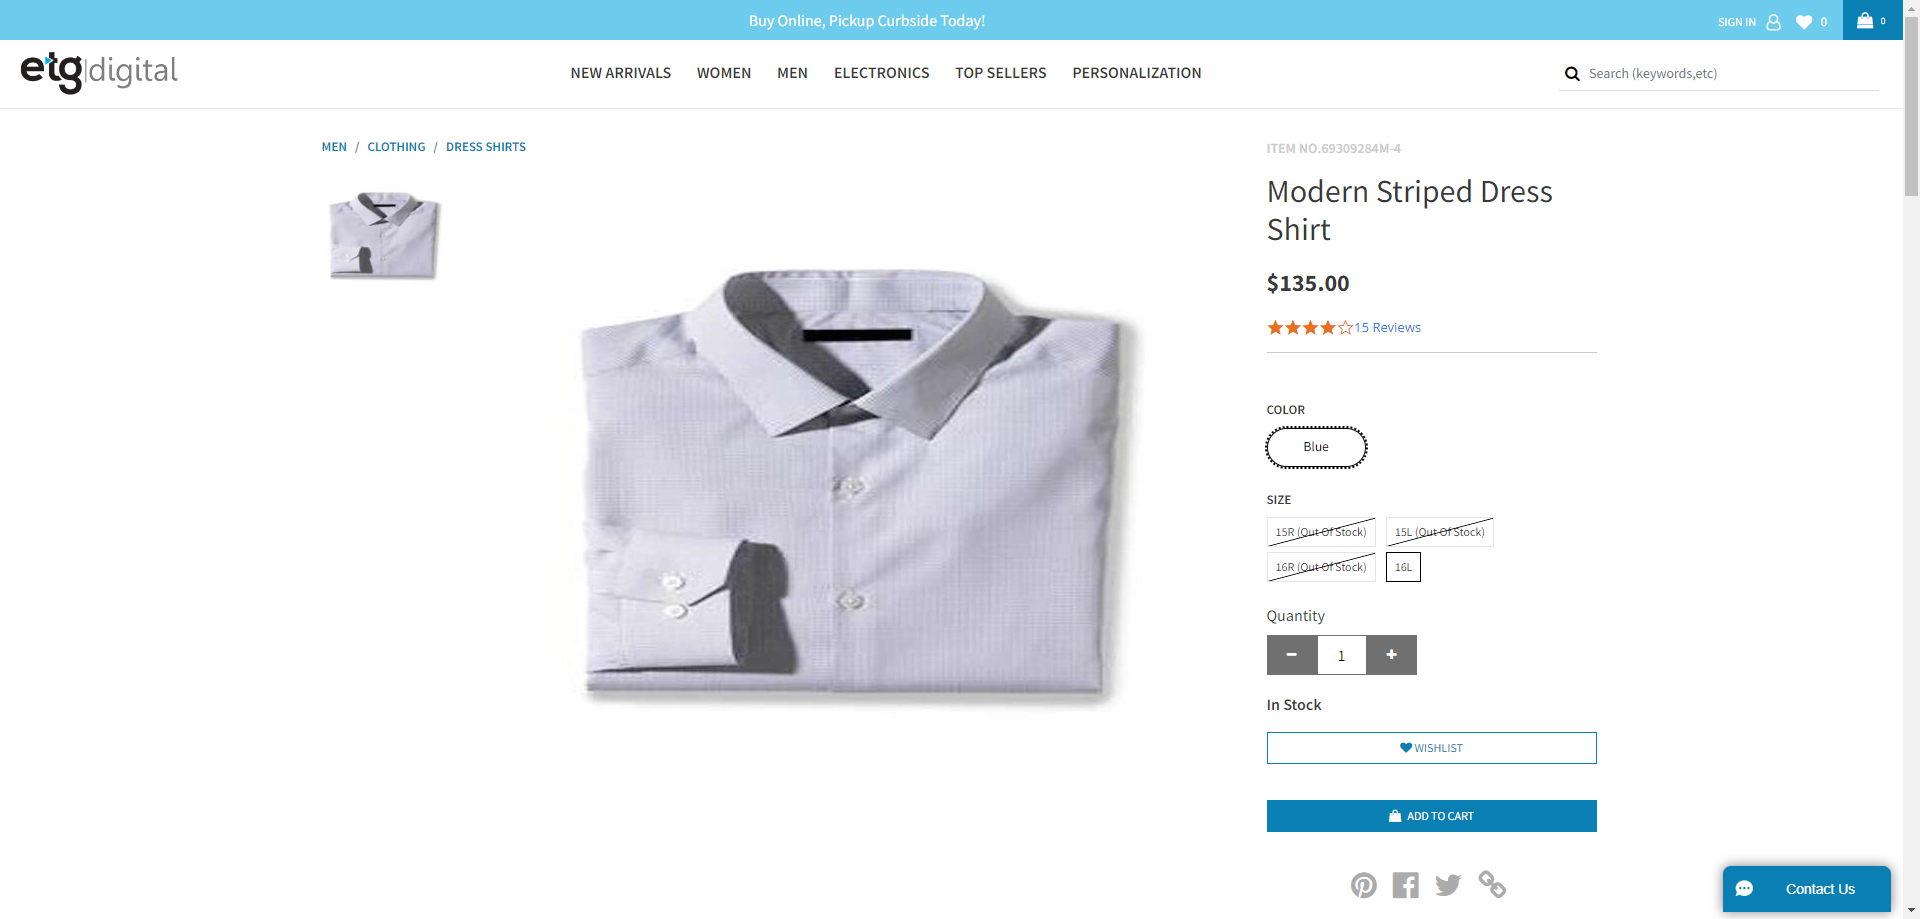 Buy Online, Pickup Curbside Today!
SIGN IN 0 0
etg|digital
NEW ARRIVALS WOMEN MEN ELECTRONICS TOP SELLERS PERSONALIZATION
Search (keywords,etc)
MEN / CLOTHING / DRESS SHIRTS
ITEM NO.69309284M-4
Modern Striped Dress
Shirt
$135.00
15 Reviews
COLOR
Blue
SIZE
15R (Out Of Stock) 15L (Out Of Stock)
16R (Out Of Stock) 16L
Quantity
− 1 +
In Stock
WISHLIST
ADD TO CART
Contact Us